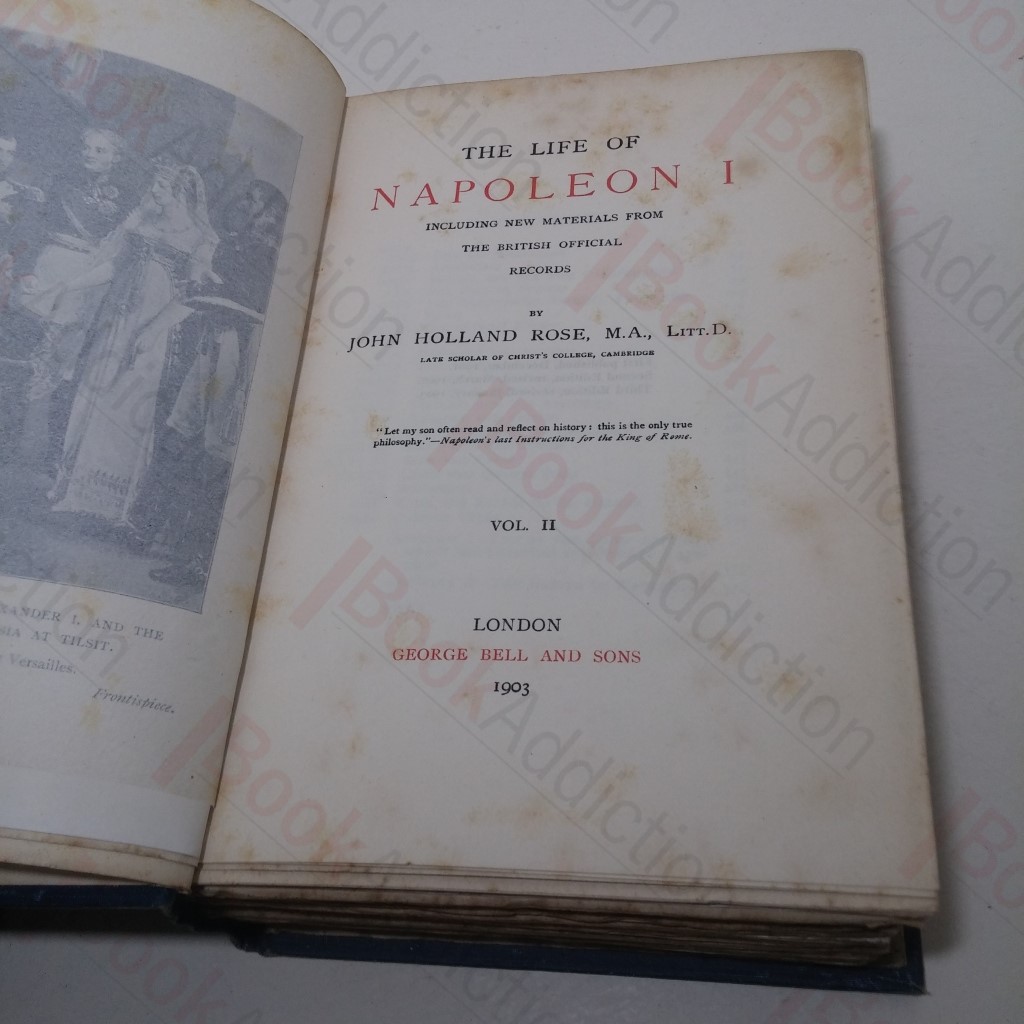 XANDER I. AND THE
SIA AT TILSIT.
Versailles.
Frontispiece.
THE LIFE OF
NAPOLEON I
INCLUDING NEW MATERIALS FROM
THE BRITISH OFFICIAL
RECORDS
BY
JOHN HOLLAND ROSE, M.A., LITT.D.
LATE SCHOLAR OF CHRIST'S COLLEGE, CAMBRIDGE
"Let my son often read and reflect on history: this is the only true
philosophy."—Napoleon's last Instructions for the King of Rome.
VOL. II
LONDON
GEORGE BELL AND SONS
1903
BookAddiction